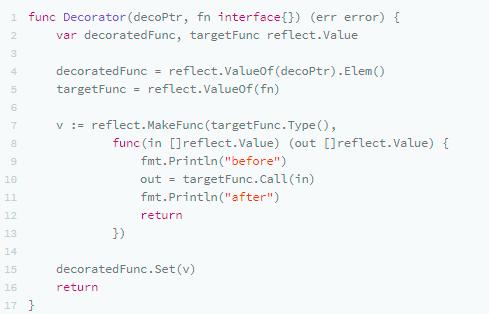 1 func Decorator(decoPtr, fn interface{}) (err error) {
2     var decoratedFunc, targetFunc reflect.Value
3
4     decoratedFunc = reflect.ValueOf(decoPtr).Elem()
5     targetFunc = reflect.ValueOf(fn)
6
7     v := reflect.MakeFunc(targetFunc.Type(),
8             func(in []reflect.Value) (out []reflect.Value) {
9                 fmt.Println("before")
10                 out = targetFunc.Call(in)
11                 fmt.Println("after")
12                 return
13             })
14
15     decoratedFunc.Set(v)
16     return
17 }